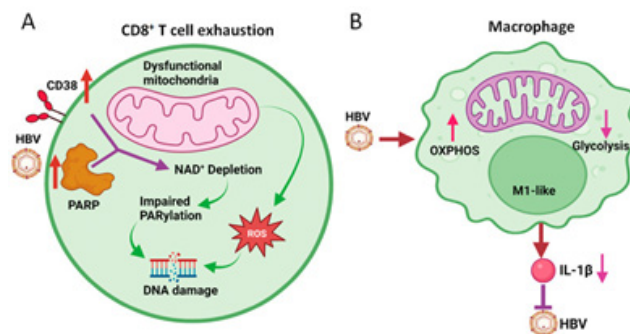 A
CD8⁺ T cell exhaustion
CD38
Dysfunctional
mitochondria
HBV
PARP
NAD⁺ Depletion
Impaired
PARylation
ROS
DNA damage
B
Macrophage
HBV
OXPHOS
Glycolysis
M1-like
IL-1β
HBV